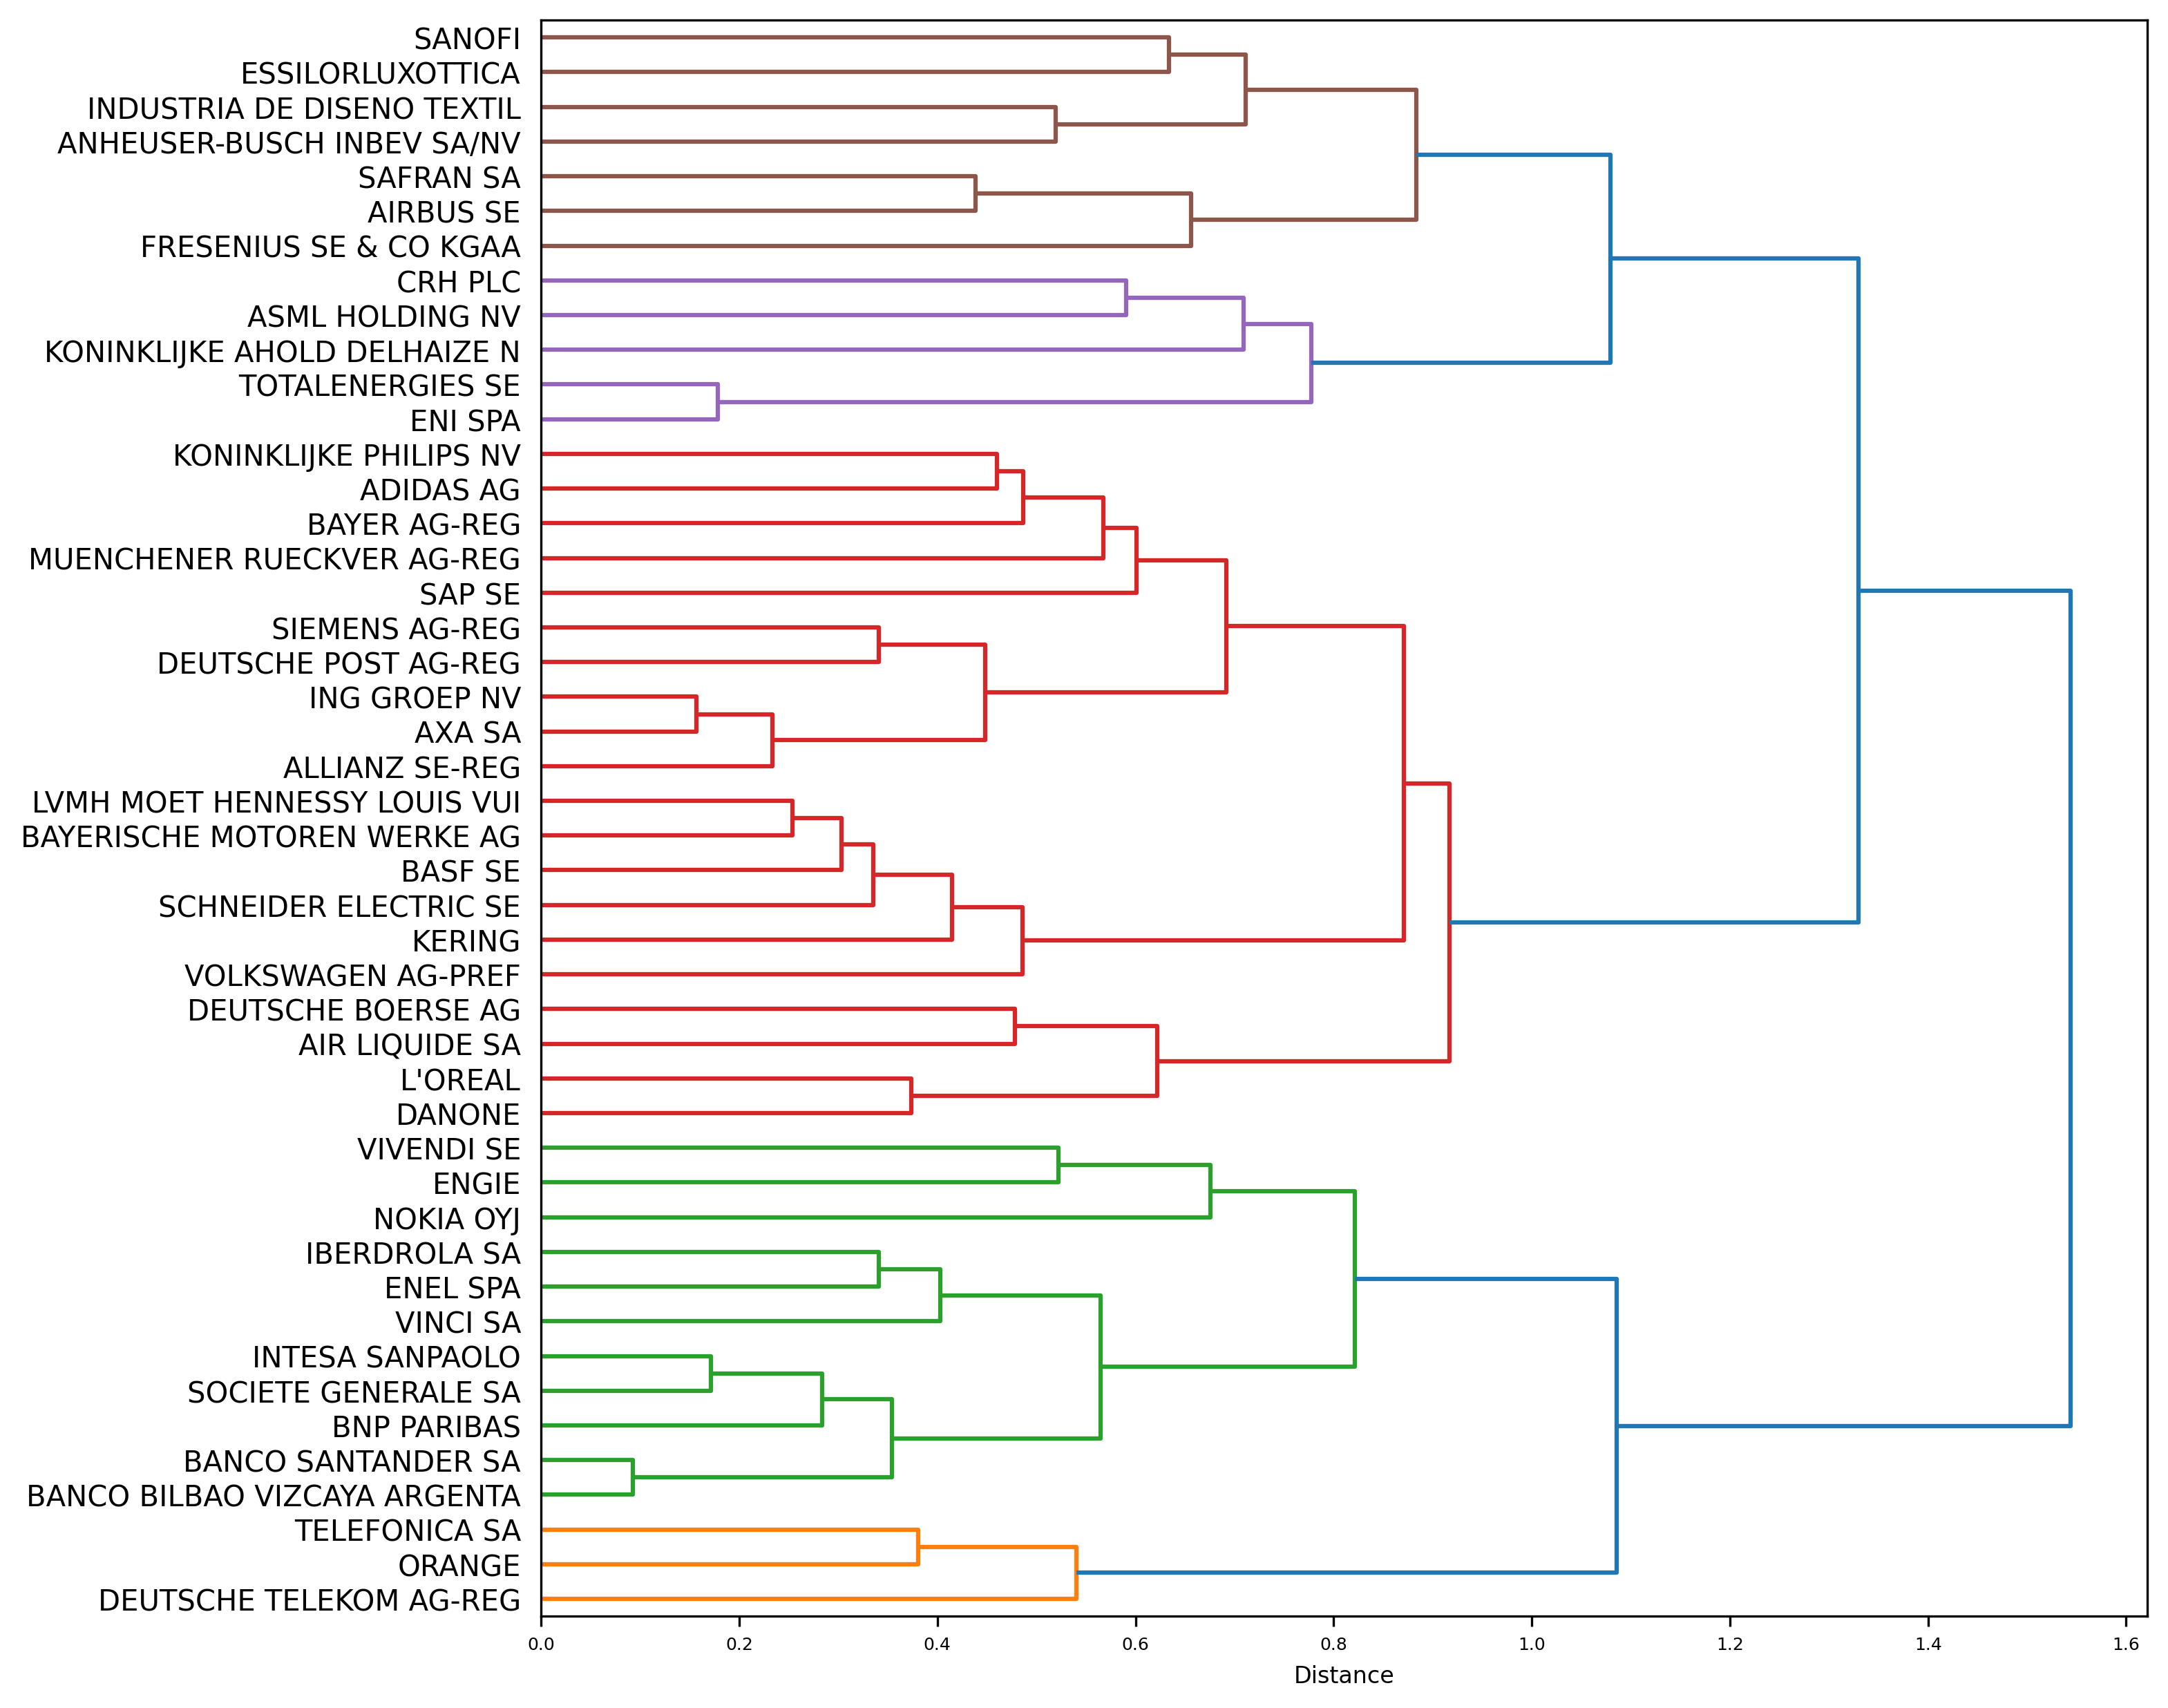 SANOFI
ESSILORLUXOTTICA
INDUSTRIA DE DISENO TEXTIL
ANHEUSER-BUSCH INBEV SA/NV
SAFRAN SA
AIRBUS SE
FRESENIUS SE & CO KGAA
CRH PLC
ASML HOLDING NV
KONINKLIJKE AHOLD DELHAIZE N
TOTALENERGIES SE
ENI SPA
KONINKLIJKE PHILIPS NV
ADIDAS AG
BAYER AG-REG
MUENCHENER RUECKVER AG-REG
SAP SE
SIEMENS AG-REG
DEUTSCHE POST AG-REG
ING GROEP NV
AXA SA
ALLIANZ SE-REG
LVMH MOET HENNESSY LOUIS VUI
BAYERISCHE MOTOREN WERKE AG
BASF SE
SCHNEIDER ELECTRIC SE
KERING
VOLKSWAGEN AG-PREF
DEUTSCHE BOERSE AG
AIR LIQUIDE SA
L'OREAL
DANONE
VIVENDI SE
ENGIE
NOKIA OYJ
IBERDROLA SA
ENEL SPA
VINCI SA
INTESA SANPAOLO
SOCIETE GENERALE SA
BNP PARIBAS
BANCO SANTANDER SA
BANCO BILBAO VIZCAYA ARGENTA
TELEFONICA SA
ORANGE
DEUTSCHE TELEKOM AG-REG
0.0 0.2 0.4 0.6 0.8 1.0 1.2 1.4 1.6
Distance